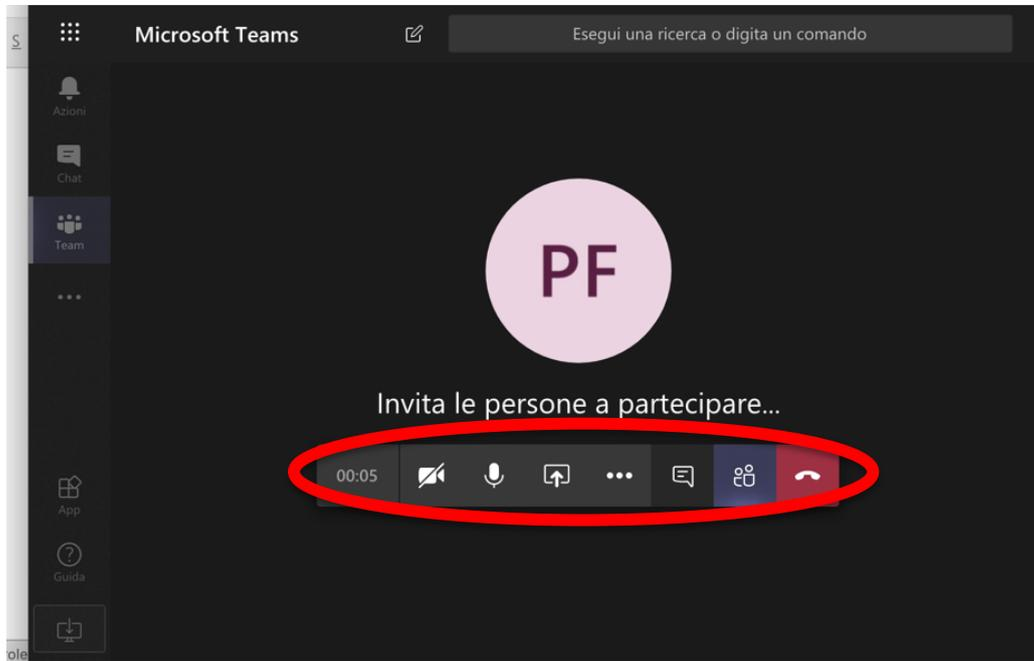 S
Microsoft Teams
Esegui una ricerca o digita un comando
Azioni
Chat
Team
PF
Invita le persone a partecipare...
00:05
App
Guida
role